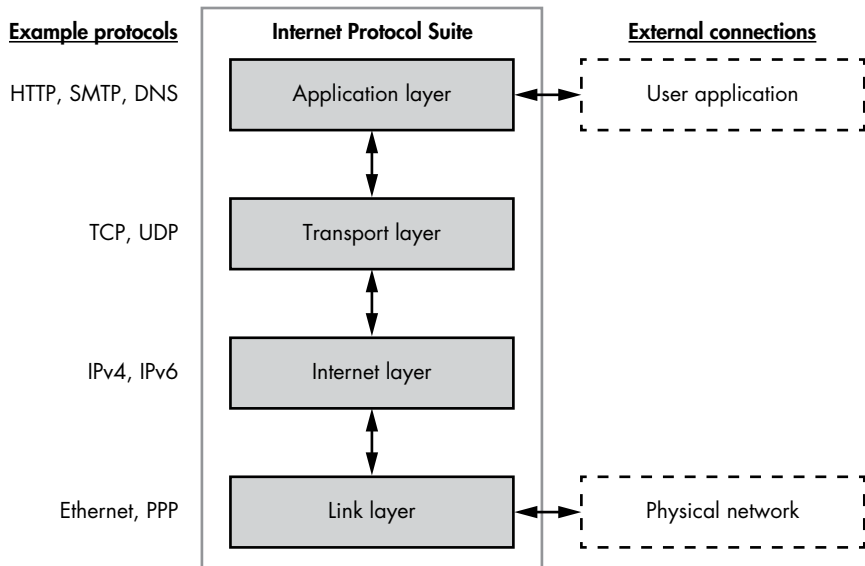 Example protocols
Internet Protocol Suite
External connections
HTTP, SMTP, DNS
Application layer
User application
TCP, UDP
Transport layer
IPv4, IPv6
Internet layer
Ethernet, PPP
Link layer
Physical network